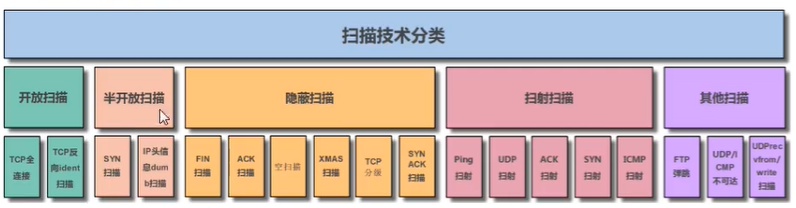 扫描技术分类
开放扫描
半开放扫描
隐蔽扫描
扫射扫描
其他扫描
TCP全
连接
TCP反
向ident
扫描
SYN
扫描
IP头信
息dum
b扫描
FIN
扫描
ACK
扫描
空扫描
XMAS
扫描
TCP
分级
SYN
ACK
扫描
Ping
扫射
UDP
扫射
ACK
扫射
SYN
扫射
ICMP
扫射
FTP
弹跳
UDP/I
CMP
不可达
UDPrec
vfrom/
write
扫描